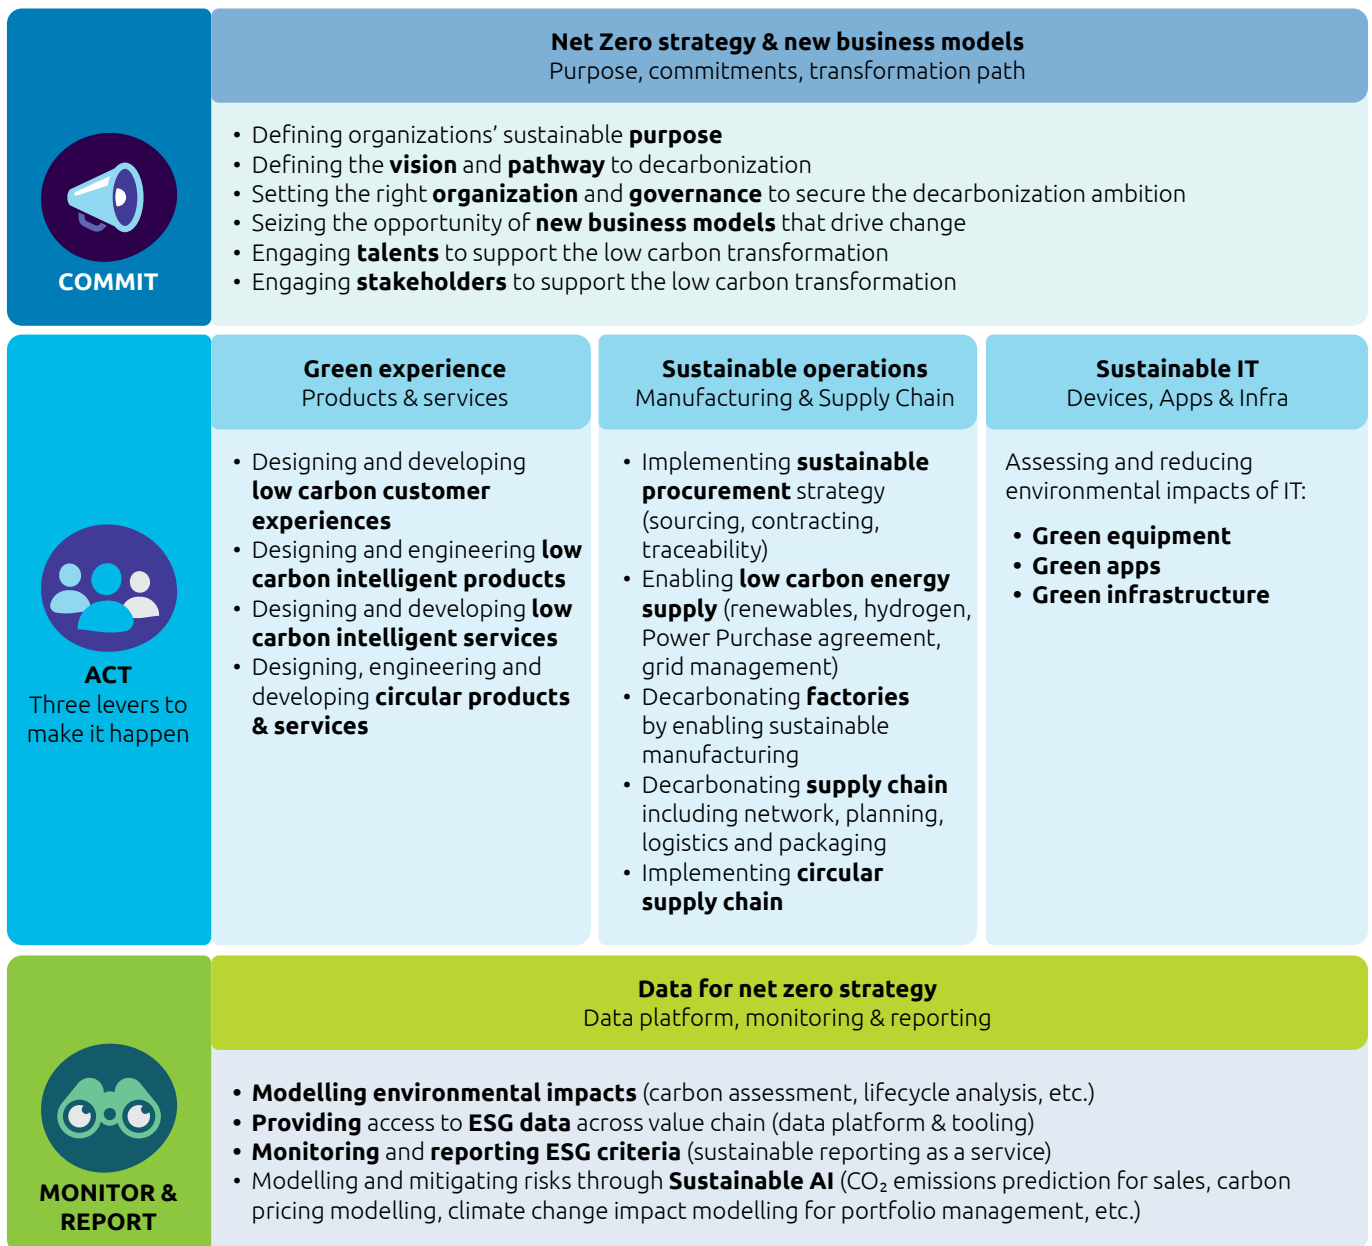 Net Zero strategy & new business models
Purpose, commitments, transformation path
COMMIT
• Defining organizations’ sustainable purpose
• Defining the vision and pathway to decarbonization
• Setting the right organization and governance to secure the decarbonization ambition
• Seizing the opportunity of new business models that drive change
• Engaging talents to support the low carbon transformation
• Engaging stakeholders to support the low carbon transformation
ACT
Three levers to
make it happen
Green experience
Products & services
• Designing and developing
low carbon customer
experiences
• Designing and engineering low
carbon intelligent products
• Designing and developing low
carbon intelligent services
• Designing, engineering and
developing circular products
& services
Sustainable operations
Manufacturing & Supply Chain
• Implementing sustainable
procurement strategy
(sourcing, contracting,
traceability)
• Enabling low carbon energy
supply (renewables, hydrogen,
Power Purchase agreement,
grid management)
• Decarbonating factories
by enabling sustainable
manufacturing
• Decarbonating supply chain
including network, planning,
logistics and packaging
• Implementing circular
supply chain
Sustainable IT
Devices, Apps & Infra
Assessing and reducing
environmental impacts of IT:
• Green equipment
• Green apps
• Green infrastructure
MONITOR &
REPORT
Data for net zero strategy
Data platform, monitoring & reporting
• Modelling environmental impacts (carbon assessment, lifecycle analysis, etc.)
• Providing access to ESG data across value chain (data platform & tooling)
• Monitoring and reporting ESG criteria (sustainable reporting as a service)
• Modelling and mitigating risks through Sustainable AI (CO₂ emissions prediction for sales, carbon
pricing modelling, climate change impact modelling for portfolio management, etc.)